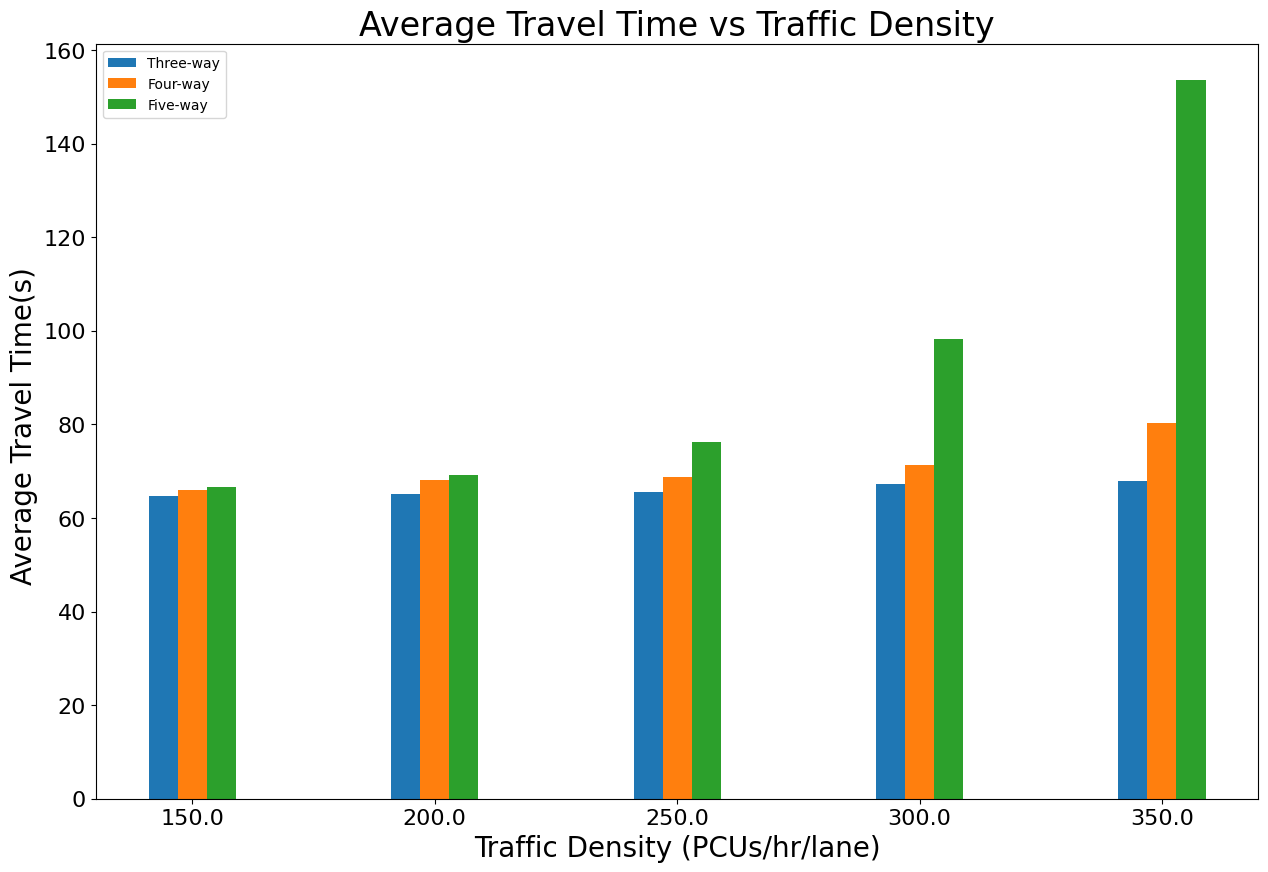 Average Travel Time vs Traffic Density
160
140
120
100
80
60
40
20
0
Average Travel Time(s)
Three-way
Four-way
Five-way
150.0 200.0 250.0 300.0 350.0
Traffic Density (PCUs/hr/lane)